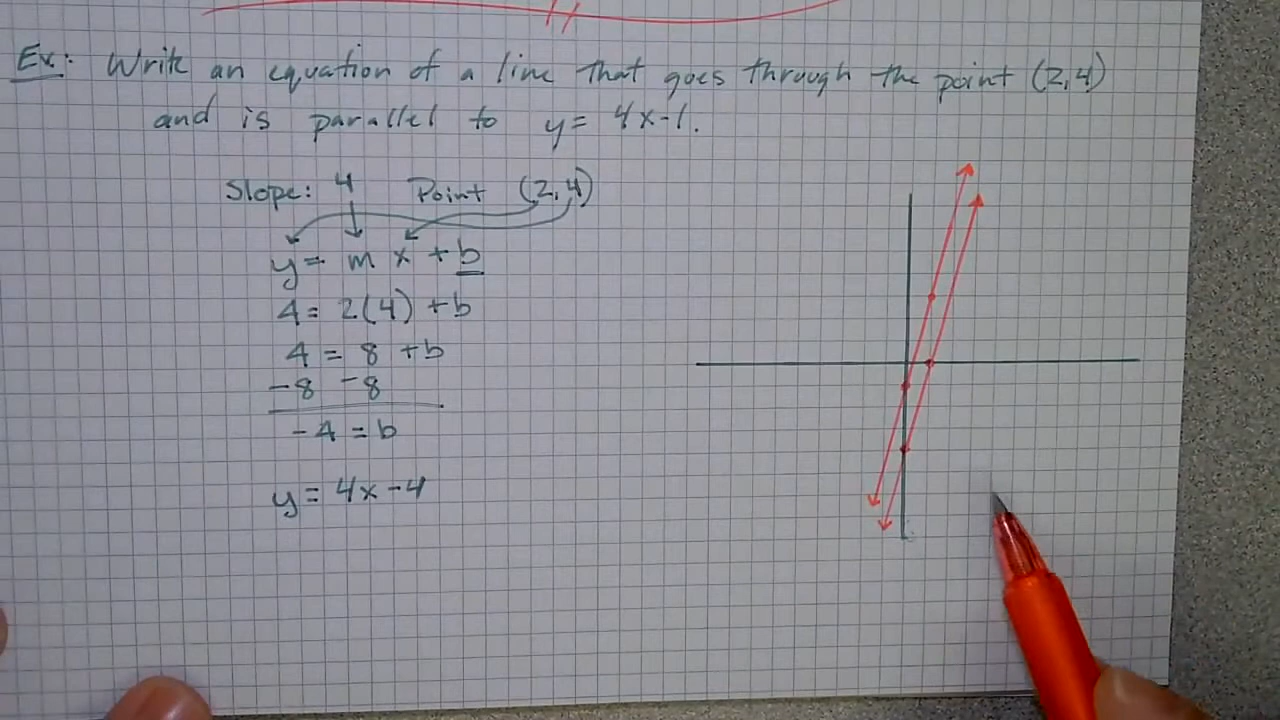 Ex: Write an equation of a line that goes through the point (2,4)
and is parallel to y = 4x-1.
Slope: 4 Point (2,4)
y = m x + b
4 = 2(4) + b
4 = 8 + b
-8 -8
-4 = b
y = 4x - 4